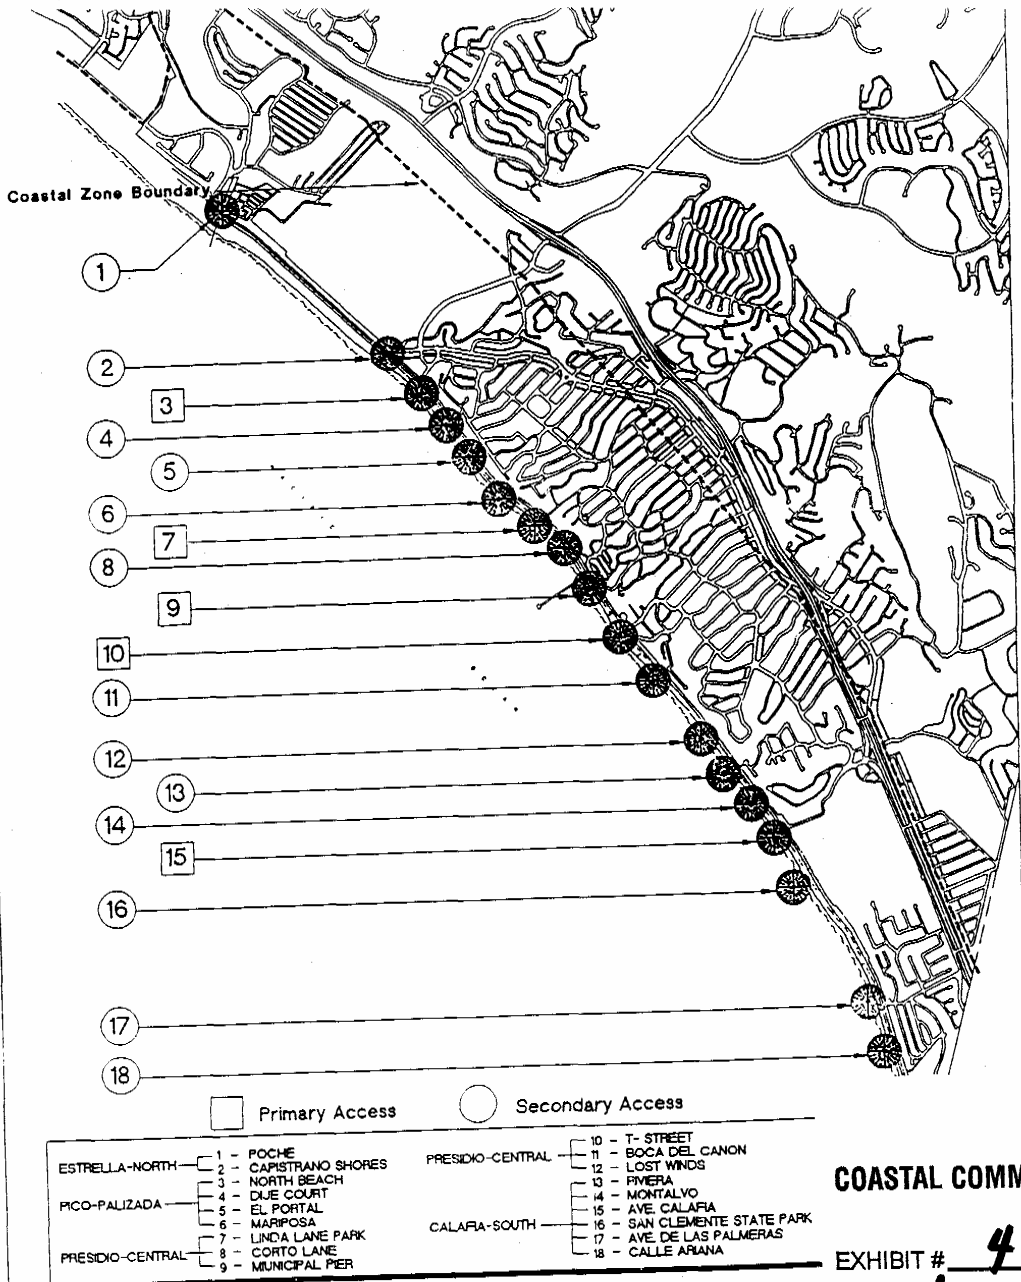 Coastal Zone Boundary
1
2
3
4
5
6
7
8
9
10
11
12
13
14
15
16
17
18
Primary Access
Secondary Access
ESTRELLA-NORTH
1 - POCHE
2 - CAPISTRANO SHORES
PICO-PALIZADA
3 - NORTH BEACH
4 - DIJE COURT
5 - EL PORTAL
6 - MARIPOSA
PRESIDIO-CENTRAL
7 - LINDA LANE PARK
8 - CORTO LANE
9 - MUNICIPAL PIER
PRESIDIO-CENTRAL
10 - T- STREET
11 - BOCA DEL CANON
12 - LOST WINDS
CALAFIA-SOUTH
13 - RIVIERA
14 - MONTALVO
15 - AVE. CALAFIA
16 - SAN CLEMENTE STATE PARK
17 - AVE. DE LAS PALMERAS
18 - CALLE ARIANA
COASTAL COMM
EXHIBIT # 4